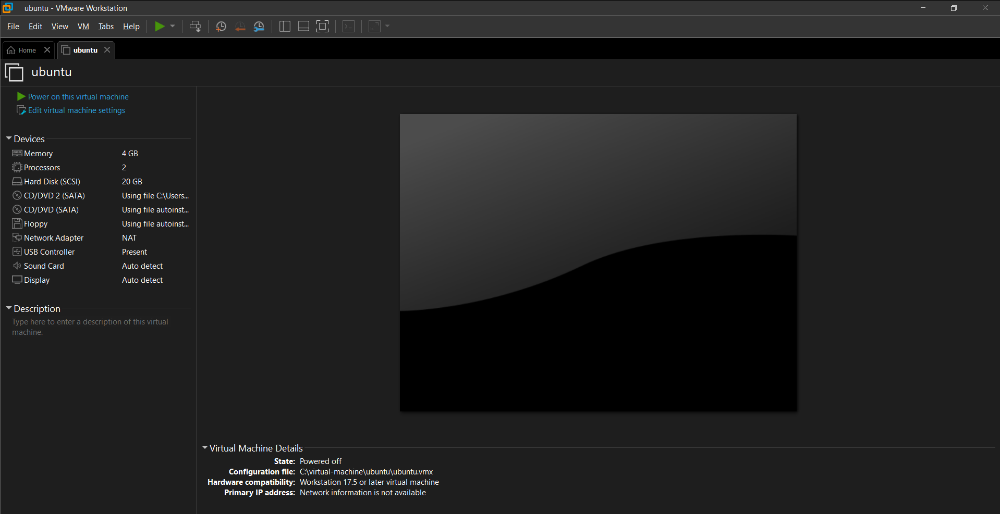 ubuntu - VMware Workstation
File Edit View VM Tabs Help
Home ubuntu
ubuntu
Power on this virtual machine
Edit virtual machine settings
Devices
Memory 4 GB
Processors 2
Hard Disk (SCSI) 20 GB
CD/DVD 2 (SATA) Using file C:\Users...
CD/DVD (SATA) Using file autoinst...
Floppy Using file autoinst...
Network Adapter NAT
USB Controller Present
Sound Card Auto detect
Display Auto detect
Description
Type here to enter a description of this virtual
machine.
Virtual Machine Details
State: Powered off
Configuration file: C:\virtual-machine\ubuntu\ubuntu.vmx
Hardware compatibility: Workstation 17.5 or later virtual machine
Primary IP address: Network information is not available